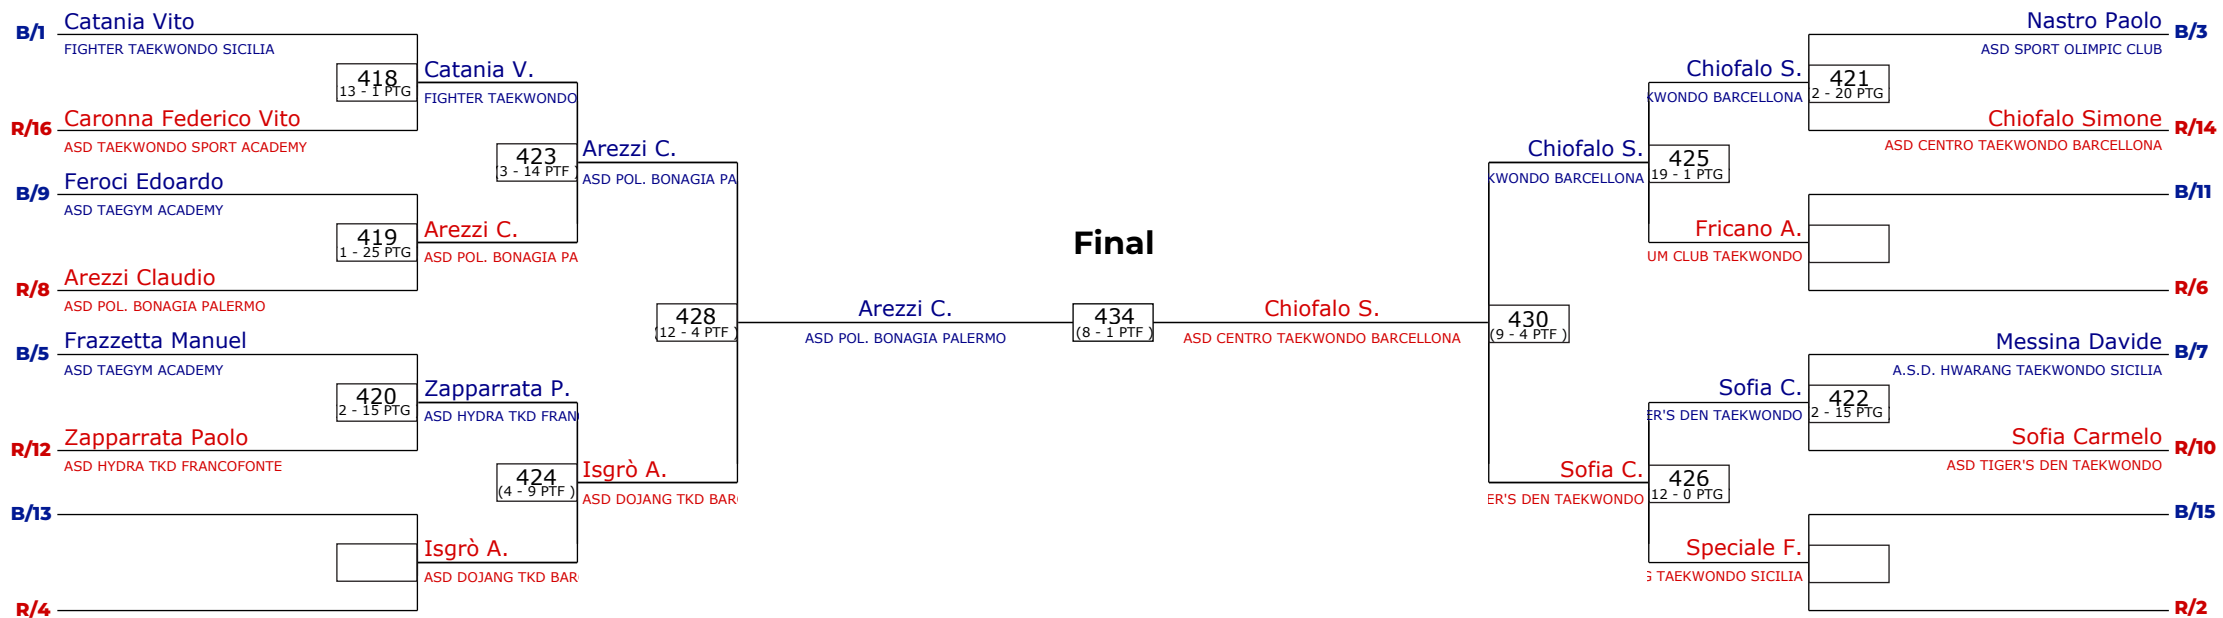 B/1
Catania Vito
FIGHTER TAEKWONDO SICILIA
418
13 - 1 PTG
R/16
Caronna Federico Vito
ASD TAEKWONDO SPORT ACADEMY
B/9
Feroci Edoardo
ASD TAEGYM ACADEMY
419
1 - 25 PTG
R/8
Arezzi Claudio
ASD POL. BONAGIA PALERMO
B/5
Frazzetta Manuel
ASD TAEGYM ACADEMY
420
2 - 15 PTG
R/12
Zapparrata Paolo
ASD HYDRA TKD FRANCOFONTE
B/13
R/4
Catania V.
FIGHTER TAEKWONDO
423
3 - 14 PTF )
Arezzi C.
ASD POL. BONAGIA PA
Zapparrata P.
ASD HYDRA TKD FRAN
424
(4 - 9 PTF )
Isgrò A.
ASD DOJANG TKD BAR
Arezzi C.
ASD POL. BONAGIA PA
428
(12 - 4 PTF )
Isgrò A.
ASD DOJANG TKD BAR
Final
Arezzi C.
ASD POL. BONAGIA PALERMO
434
(8 - 1 PTF )
Chiofalo S.
ASD CENTRO TAEKWONDO BARCELLONA
Chiofalo S.
KWONDO BARCELLONA
430
(9 - 4 PTF )
Sofia C.
ER'S DEN TAEKWONDO
Chiofalo S.
KWONDO BARCELLONA
425
19 - 1 PTG
Fricano A.
UM CLUB TAEKWONDO
Sofia C.
ER'S DEN TAEKWONDO
426
12 - 0 PTG
Speciale F.
G TAEKWONDO SICILIA
Nastro Paolo
B/3
ASD SPORT OLIMPIC CLUB
421
2 - 20 PTG
Chiofalo Simone
R/14
ASD CENTRO TAEKWONDO BARCELLONA
B/11
R/6
Messina Davide
B/7
A.S.D. HWARANG TAEKWONDO SICILIA
422
2 - 15 PTG
Sofia Carmelo
R/10
ASD TIGER'S DEN TAEKWONDO
B/15
R/2